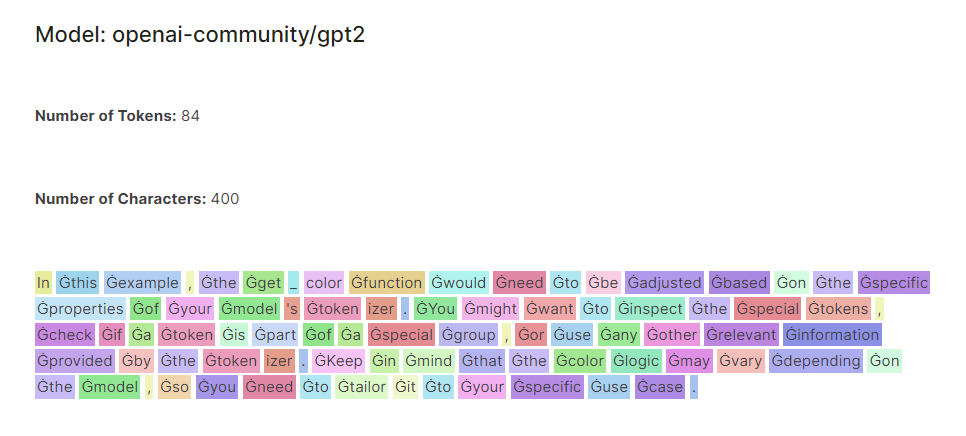 Model: openai-community/gpt2
Number of Tokens: 84
Number of Characters: 400
In Ġthis Ġexample , Ġthe Ġget _ color Ġfunction Ġwould Ġneed Ġto Ġbe Ġadjusted Ġbased Ġon Ġthe Ġspecific
Ġproperties Ġof Ġyour Ġmodel 's Ġtoken izer . ĠYou Ġmight Ġwant Ġto Ġinspect Ġthe Ġspecial Ġtokens ,
Ġcheck Ġif Ġa Ġtoken Ġis Ġpart Ġof Ġa Ġspecial Ġgroup , Ġor Ġuse Ġany Ġother Ġrelevant Ġinformation
Ġprovided Ġby Ġthe Ġtoken izer . ĠKeep Ġin Ġmind Ġthat Ġthe Ġcolor Ġlogic Ġmay Ġvary Ġdepending Ġon
Ġthe Ġmodel , Ġso Ġyou Ġneed Ġto Ġtailor Ġit Ġto Ġyour Ġspecific Ġuse Ġcase .